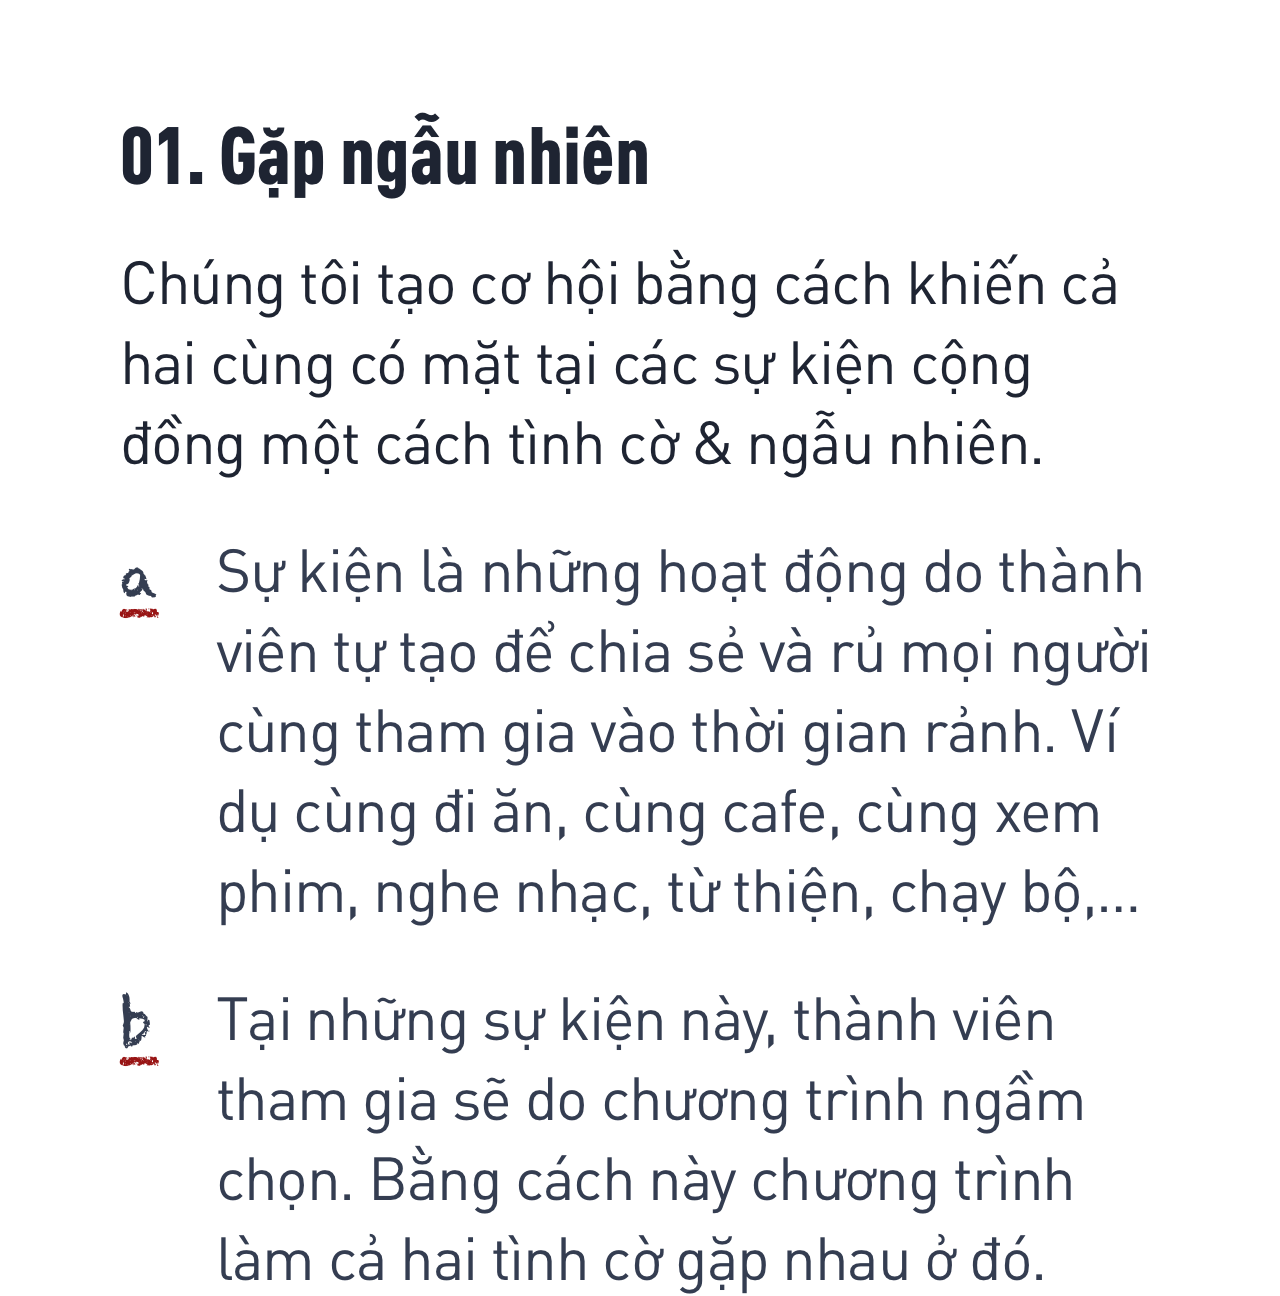 01. Gặp ngẫu nhiên
Chúng tôi tạo cơ hội bằng cách khiến cả
hai cùng có mặt tại các sự kiện cộng
đồng một cách tình cờ & ngẫu nhiên.
a Sự kiện là những hoạt động do thành
viên tự tạo để chia sẻ và rủ mọi người
cùng tham gia vào thời gian rảnh. Ví
dụ cùng đi ăn, cùng cafe, cùng xem
phim, nghe nhạc, từ thiện, chạy bộ,...
b Tại những sự kiện này, thành viên
tham gia sẽ do chương trình ngầm
chọn. Bằng cách này chương trình
làm cả hai tình cờ gặp nhau ở đó.